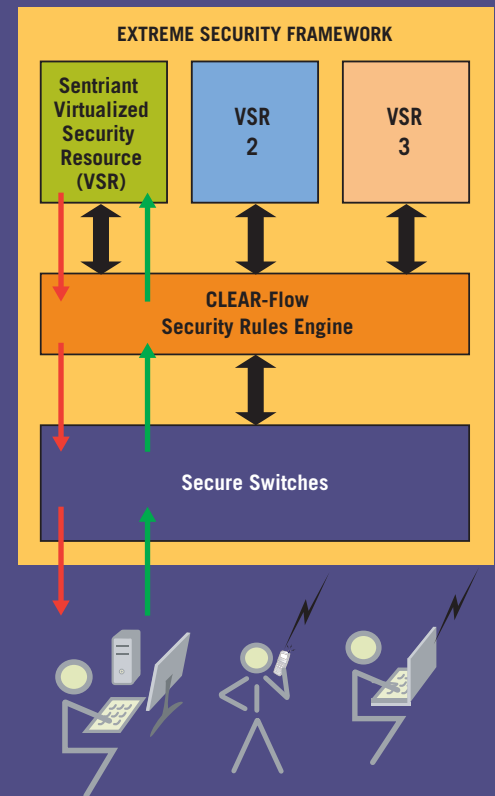 EXTREME SECURITY FRAMEWORK
Sentriant
Virtualized
Security
Resource
(VSR)
VSR
2
VSR
3
CLEAR-Flow
Security Rules Engine
Secure Switches